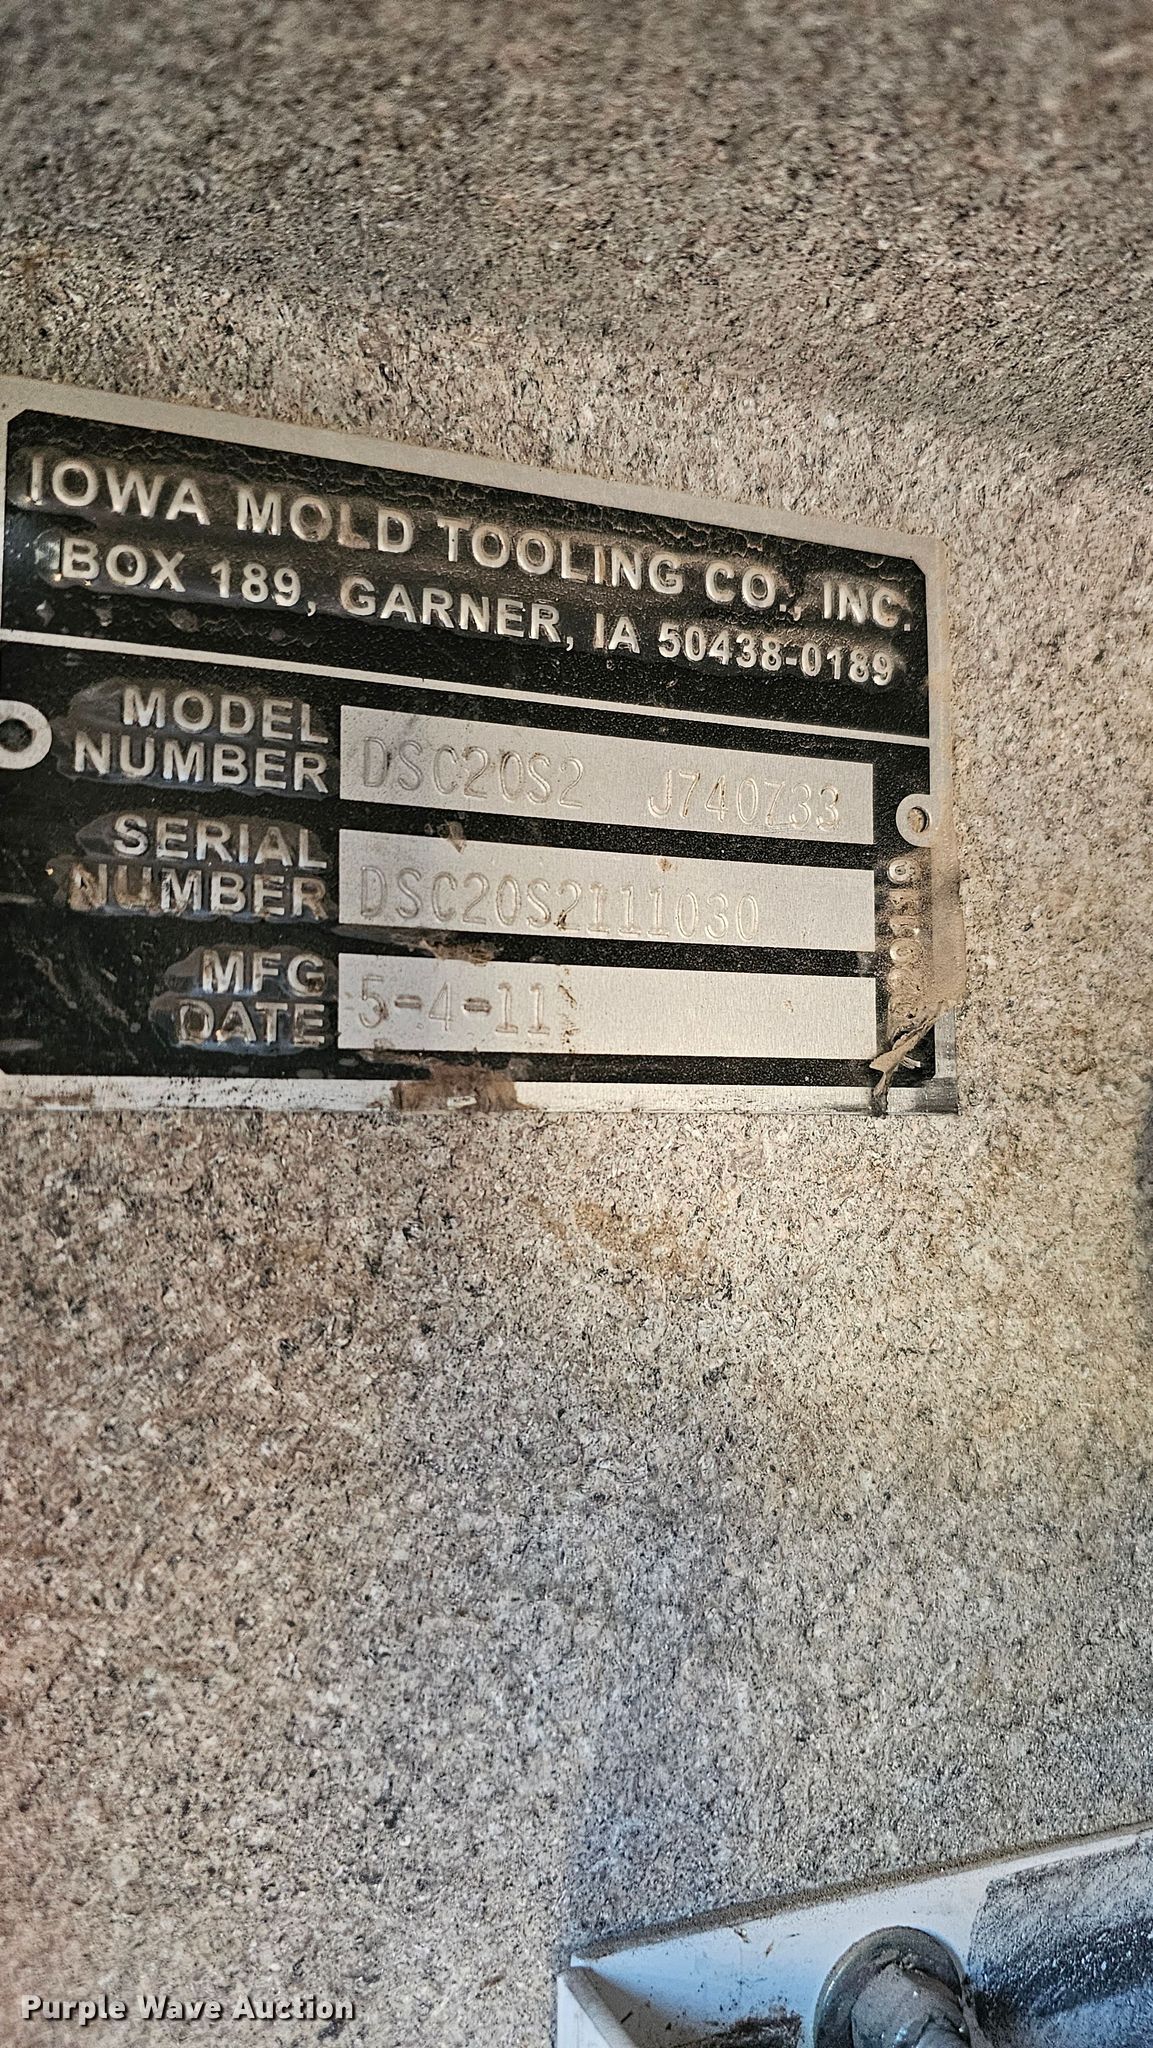 IOWA MOLD TOOLING CO., INC.
BOX 189, GARNER, IA 50438-0189
MODEL
NUMBER
DSC20S2 J740733
SERIAL
NUMBER
DSC20S2111030
MFG
DATE
5-4-11
Purple Wave Auction